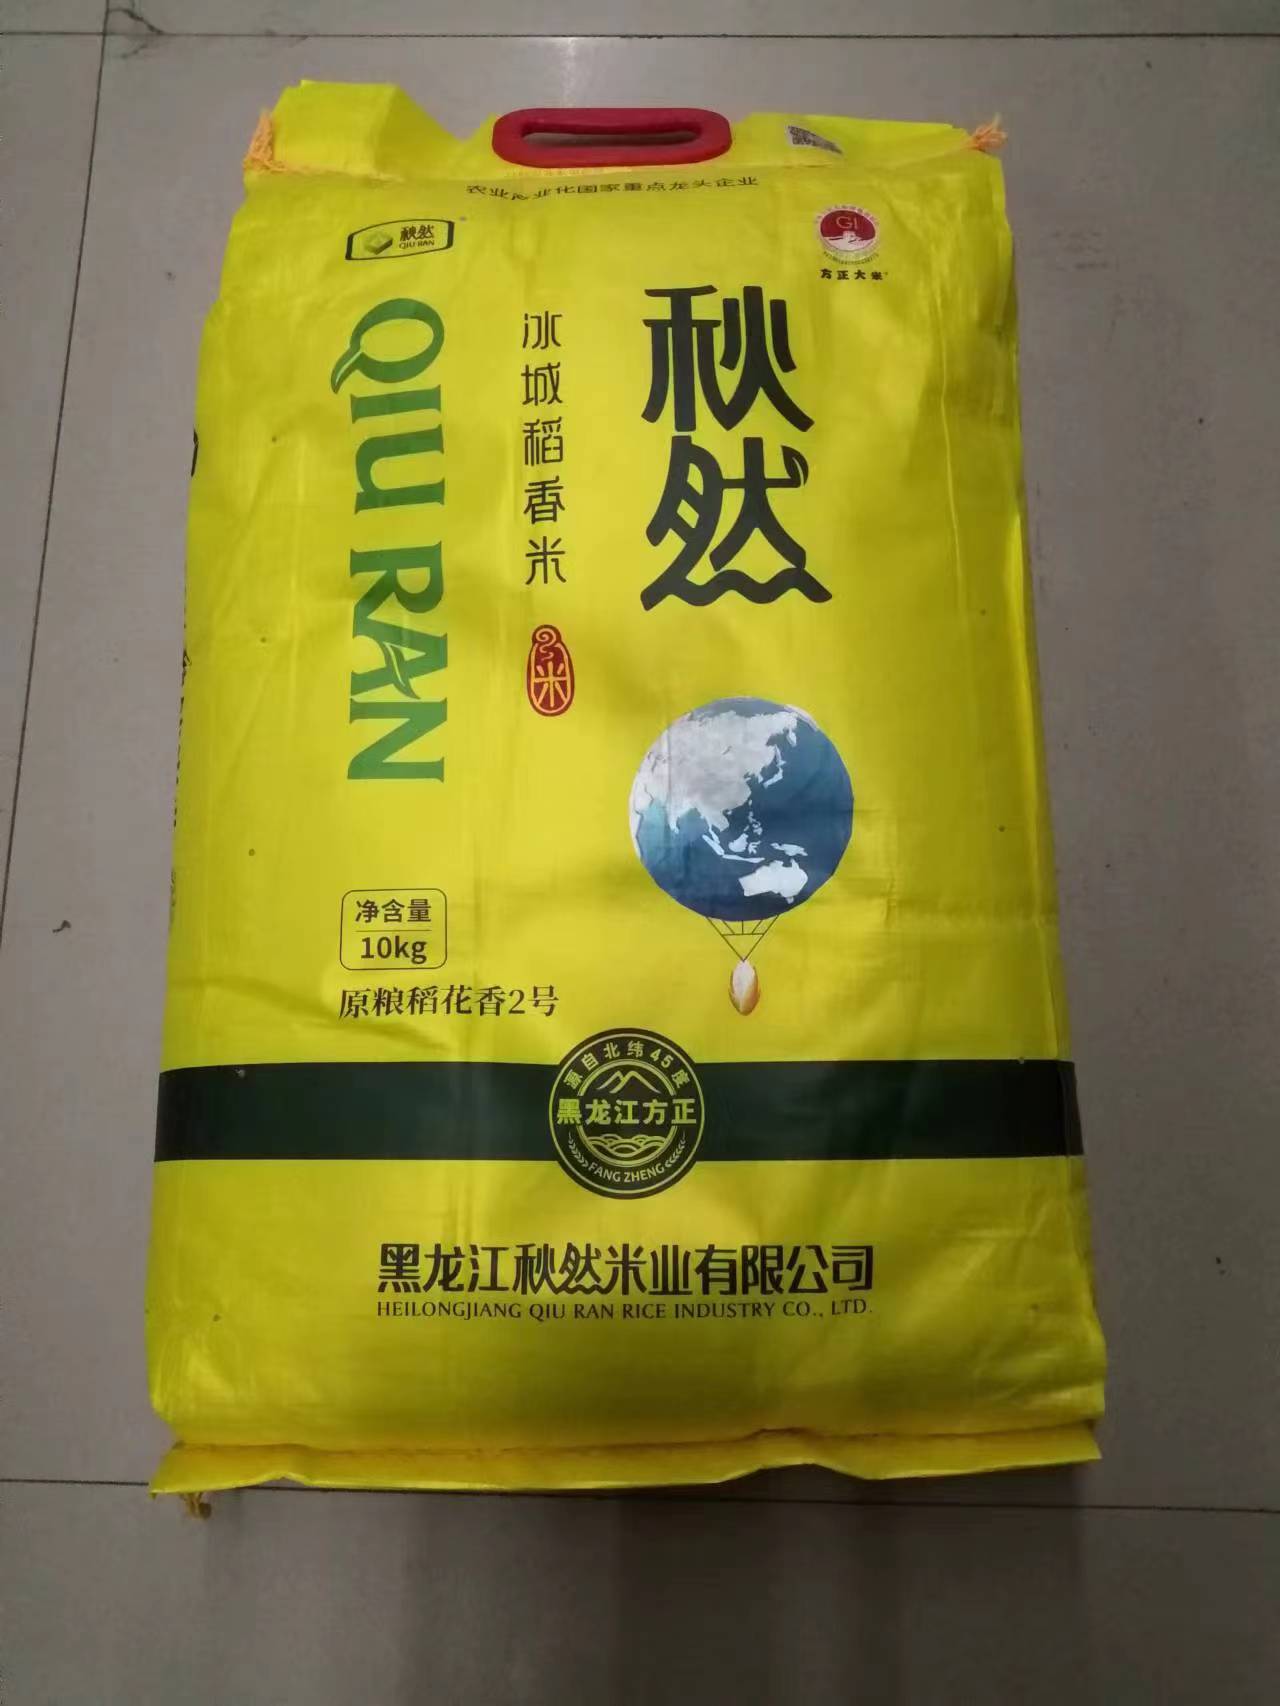 农业产业化国家重点龙头企业
秋然
QIU RAN
GI
方正大米
秋然
冰城稻香米
QIU RAN
米
净含量
10kg
原粮稻花香2号
源自北纬45度
黑龙江方正
FANG ZHENG
黑龙江秋然米业有限公司
HEILONGJIANG QIU RAN RICE INDUSTRY CO., LTD.